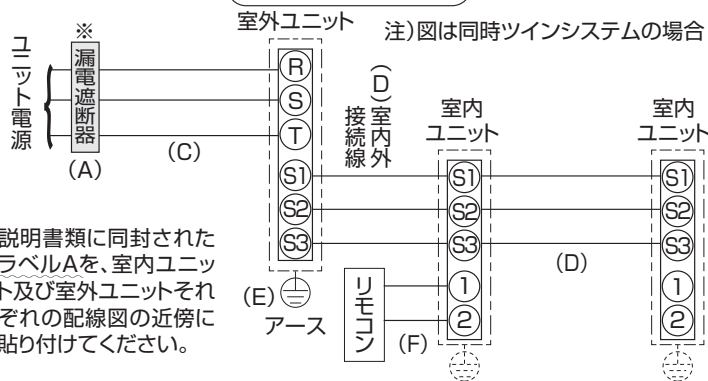 室外ユニット
注)図は同時ツインシステムの場合
※
漏電遮断器
ユニット電源
(A)
(C)
R
S
T
S1
S2
S3
(D)室内外
接続線
室内
ユニット
S1
S2
S3
1
2
室内
ユニット
S1
S2
S3
1
2
(D)
(E)
アース
リモコン
(F)
説明書類に同封された
ラベルAを、室内ユニッ
ト及び室外ユニットそれ
ぞれの配線図の近傍に
貼り付けてください。